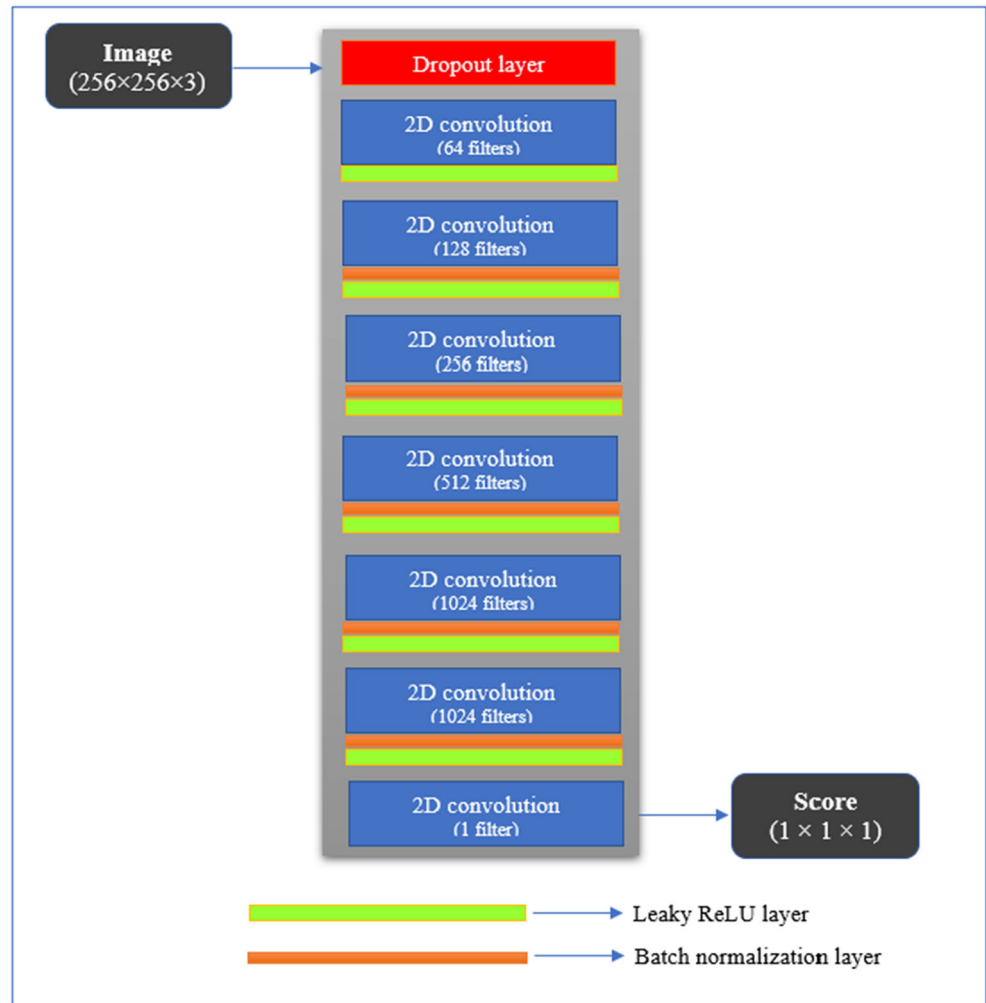 Image
(256×256×3)
Dropout layer
2D convolution
(64 filters)
2D convolution
(128 filters)
2D convolution
(256 filters)
2D convolution
(512 filters)
2D convolution
(1024 filters)
2D convolution
(1024 filters)
2D convolution
(1 filter)
Score
(1 × 1 × 1)
Leaky ReLU layer
Batch normalization layer